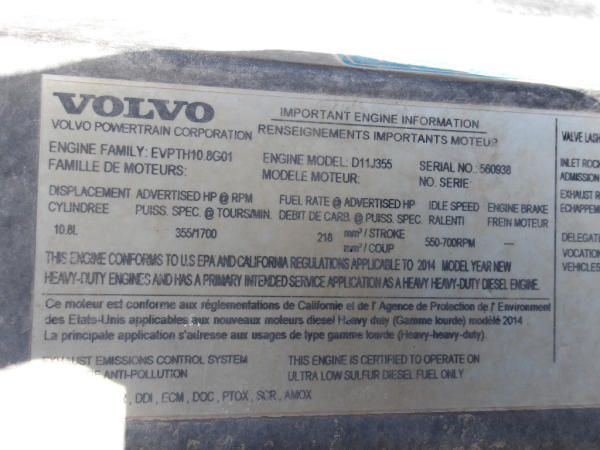 VOLVO
VOLVO POWERTRAIN CORPORATION
IMPORTANT ENGINE INFORMATION
RENSEIGNEMENTS IMPORTANTS MOTEUR
ENGINE FAMILY: EVPTH10.8G01 ENGINE MODEL: D11J355 SERIAL NO.: 560938
FAMILLE DE MOTEURS: MODELE MOTEUR: NO. SERIE:
DISPLACEMENT ADVERTISED HP @ RPM FUEL RATE @ ADVERTISED HP IDLE SPEED ENGINE BRAKE
CYLINDREE PUISS. SPEC. @ TOURS/MIN. DEBIT DE CARB. @ PUISS. SPEC. RALENTI FREIN MOTEUR
10.8L 355/1700 218 mm³ / STROKE 550-700RPM —
mm³ / COUP
THIS ENGINE CONFORMS TO U.S EPA AND CALIFORNIA REGULATIONS APPLICABLE TO 2014 MODEL YEAR NEW
HEAVY-DUTY ENGINES AND HAS A PRIMARY INTENDED SERVICE APPLICATION AS A HEAVY HEAVY-DUTY DIESEL ENGINE.
Ce moteur est conforme aux réglementations de Californie et de l' Agence de Protection de l' Environment
des Etats-Unis applicables aux nouveaux moteurs diesel Heavy duty (Gamme lourde) modèle 2014
La principale application s'adresse aux usages de type gamme lourde (Heavy-heavy-duty).
EMISSIONS CONTROL SYSTEM THIS ENGINE IS CERTIFIED TO OPERATE ON
ANTI-POLLUTION ULTRA LOW SULFUR DIESEL FUEL ONLY
, DDI , ECM , DOC , PTOX , SCR , AMOX
VALVE LASH
INLET ROCK
ADMISSION
EXHAUST R
ECHAPPEM
DELEGAT
VOCATION
VEHICLES